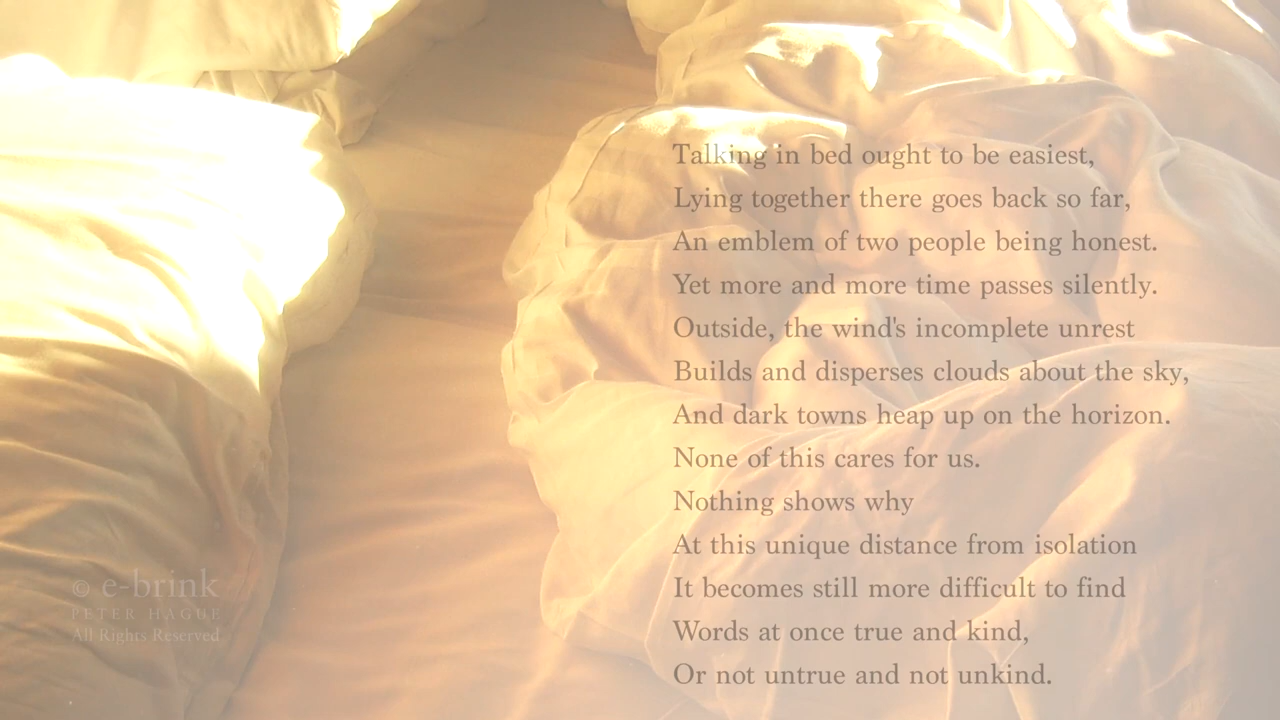 Talking in bed ought to be easiest,
Lying together there goes back so far,
An emblem of two people being honest.
Yet more and more time passes silently.
Outside, the wind's incomplete unrest
Builds and disperses clouds about the sky,
And dark towns heap up on the horizon.
None of this cares for us.
Nothing shows why
At this unique distance from isolation
It becomes still more difficult to find
Words at once true and kind,
Or not untrue and not unkind.
© e-brink
PETER HAGUE
All Rights Reserved